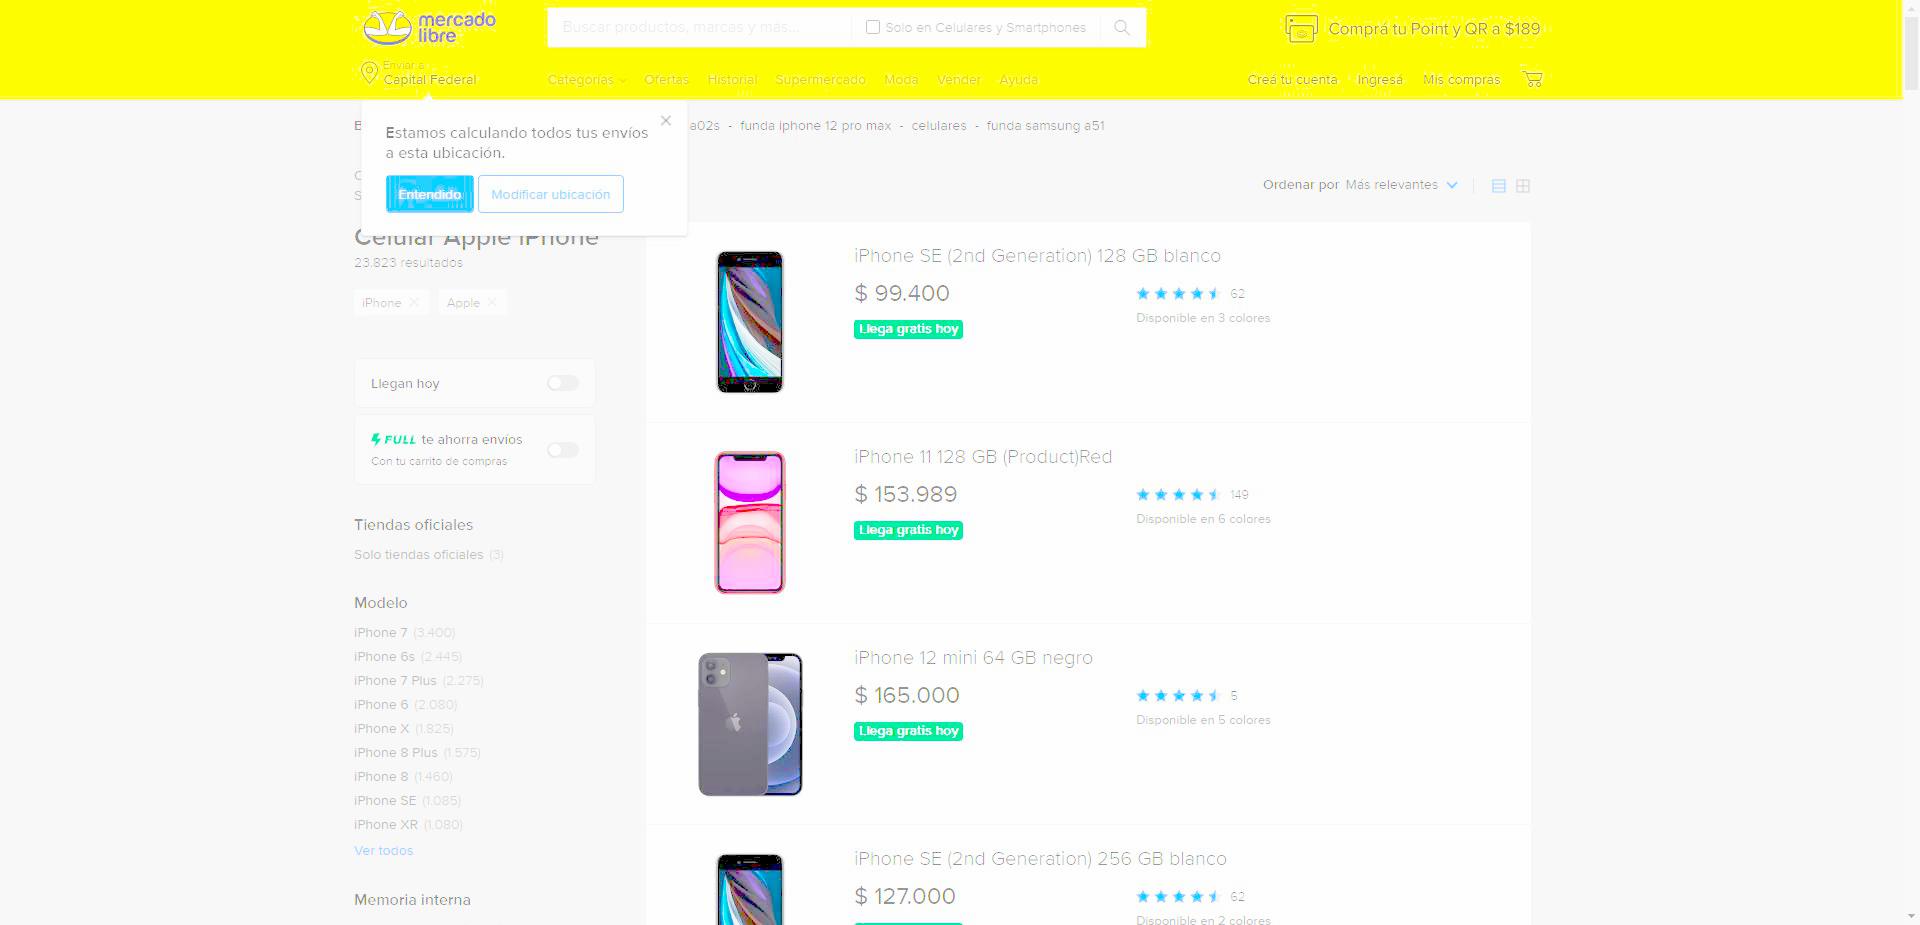 mercado
libre
Buscar productos, marcas y más...
Solo en Celulares y Smartphones
Comprá tu Point y QR a $189
Enviar a
Capital Federal
Categorías Ofertas Historial Supermercado Moda Vender Ayuda
Creá tu cuenta Ingresá Mis compras
B
a02s - funda iphone 12 pro max - celulares - funda samsung a51
Estamos calculando todos tus envíos
a esta ubicación.
Entendido Modificar ubicación
Ordenar por Más relevantes
Celular Apple iPhone
23.823 resultados
iPhone
Apple
Llegan hoy
FULL te ahorra envíos
Con tu carrito de compras
Tiendas oficiales
Solo tiendas oficiales (3)
Modelo
iPhone 7 (3.400)
iPhone 6s (2.445)
iPhone 7 Plus (2.275)
iPhone 6 (2.080)
iPhone X (1.825)
iPhone 8 Plus (1.575)
iPhone 8 (1.460)
iPhone SE (1.085)
iPhone XR (1.080)
Ver todos
Memoria interna
iPhone SE (2nd Generation) 128 GB blanco
$ 99.400
62
Llega gratis hoy
Disponible en 3 colores
iPhone 11 128 GB (Product)Red
$ 153.989
149
Llega gratis hoy
Disponible en 6 colores
iPhone 12 mini 64 GB negro
$ 165.000
5
Llega gratis hoy
Disponible en 5 colores
iPhone SE (2nd Generation) 256 GB blanco
$ 127.000
62
Disponible en 2 colores